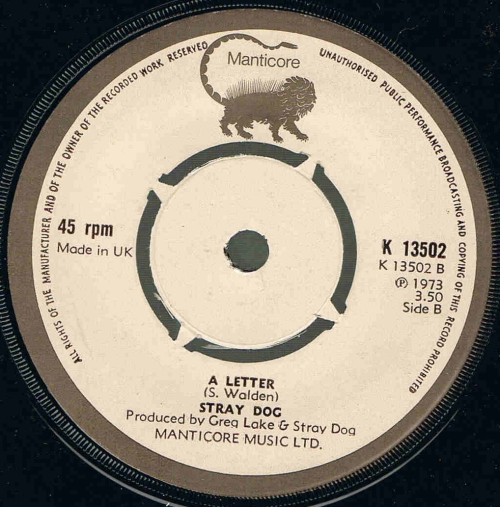 Manticore
ALL RIGHTS OF THE MANUFACTURER AND OF THE OWNER OF THE RECORDED WORK RESERVED
UNAUTHORISED PUBLIC PERFORMANCE BROADCASTING AND COPYING OF THIS RECORD PROHIBITED
45 rpm
Made in UK
K 13502
K 13502 B
Ⓟ 1973
3.50
Side B
A LETTER
(S. Walden)
STRAY DOG
Produced by Greg Lake & Stray Dog
MANTICORE MUSIC LTD.